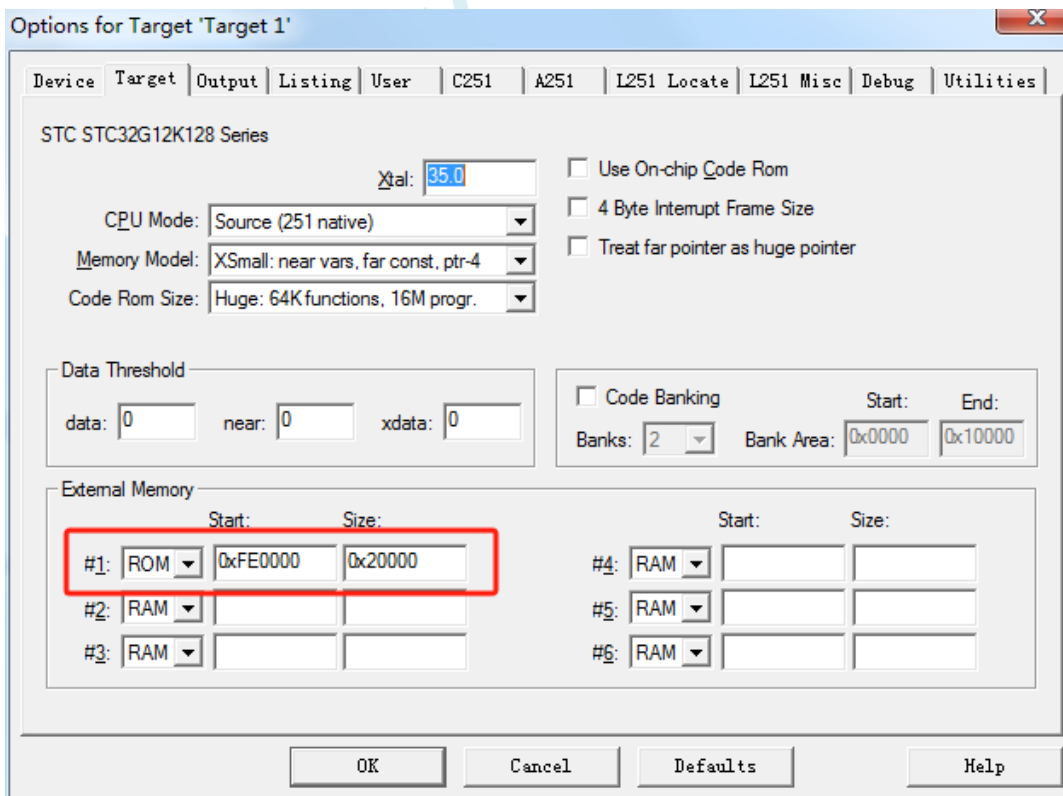 Options for Target 'Target 1'
x
Device Target Output Listing User C251 A251 L251 Locate L251 Misc Debug Utilities
STC STC32G12K128 Series
Xtal: 35.0
Use On-chip Code Rom
CPU Mode: Source (251 native)
4 Byte Interrupt Frame Size
Memory Model: XSmall: near vars, far const, ptr-4
Treat far pointer as huge pointer
Code Rom Size: Huge: 64K functions, 16M progr.
Data Threshold
data: 0 near: 0 xdata: 0
Code Banking Start: End:
Banks: 2 Bank Area: 0x0000 0x10000
External Memory
Start: Size: Start: Size:
#1: ROM 0xFE0000 0x20000 #4: RAM
#2: RAM #5: RAM
#3: RAM #6: RAM
OK Cancel Defaults Help